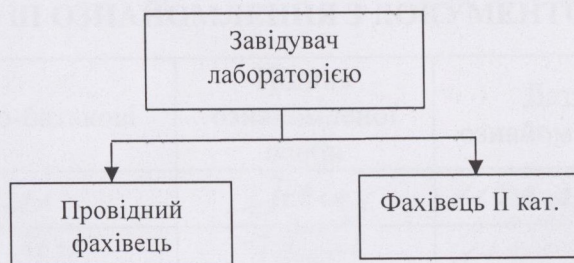 Завідувач
лабораторією
Провідний
фахівець
Фахівець II кат.